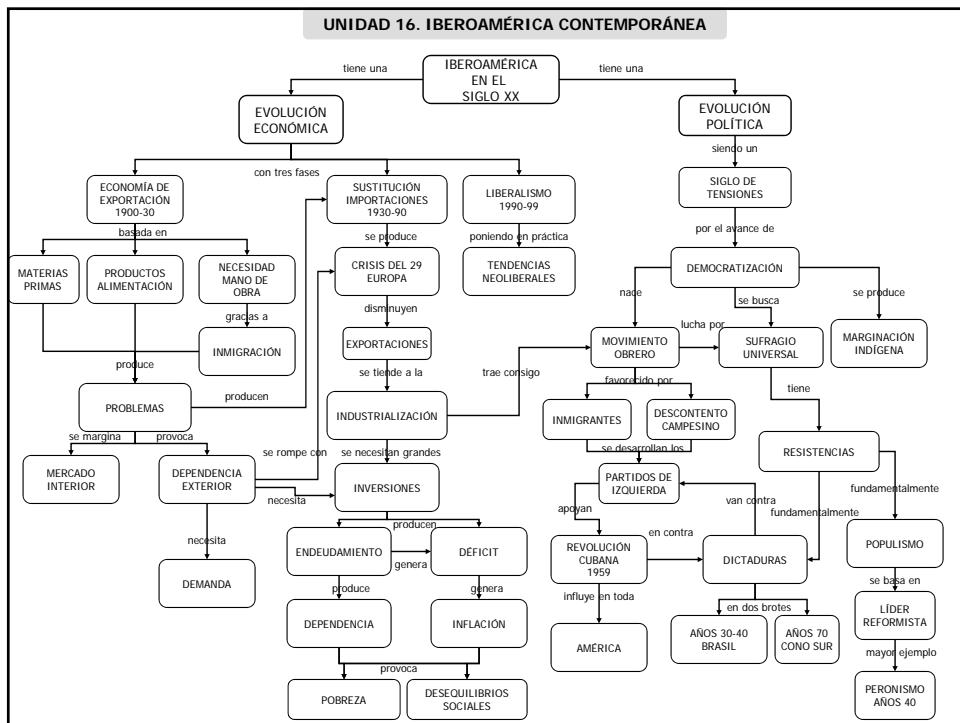 UNIDAD 16. IBEROAMÉRICA CONTEMPORÁNEA
IBEROAMÉRICA
EN EL
SIGLO XX
tiene una
tiene una
EVOLUCIÓN
ECONÓMICA
EVOLUCIÓN
POLÍTICA
con tres fases
siendo un
ECONOMÍA DE
EXPORTACIÓN
1900-30
SUSTITUCIÓN
IMPORTACIONES
1930-90
LIBERALISMO
1990-99
SIGLO DE
TENSIONES
basada en
se produce
poniendo en práctica
por el avance de
MATERIAS
PRIMAS
PRODUCTOS
ALIMENTACIÓN
NECESIDAD
MANO DE
OBRA
CRISIS DEL 29
EUROPA
TENDENCIAS
NEOLIBERALES
DEMOCRATIZACIÓN
gracias a
disminuyen
nace
se busca
se produce
INMIGRACIÓN
EXPORTACIONES
MOVIMIENTO
OBRERO
lucha por
SUFRAGIO
UNIVERSAL
MARGINACIÓN
INDÍGENA
produce
se tiende a la
trae consigo
favorecido por
tiene
PROBLEMAS
producen
INDUSTRIALIZACIÓN
INMIGRANTES
DESCONTENTO
CAMPESINO
se margina
provoca
se rompe con
se necesitan grandes
se desarrollan los
RESISTENCIAS
MERCADO
INTERIOR
DEPENDENCIA
EXTERIOR
necesita
INVERSIONES
PARTIDOS DE
IZQUIERDA
fundamentalmente
fundamentalmente
producen
apoyan
van contra
necesita
ENDEUDAMIENTO
genera
DÉFICIT
REVOLUCIÓN
CUBANA
1959
en contra
DICTADURAS
POPULISMO
DEMANDA
produce
genera
influye en toda
en dos brotes
se basa en
DEPENDENCIA
INFLACIÓN
AMÉRICA
AÑOS 30-40
BRASIL
AÑOS 70
CONO SUR
LÍDER
REFORMISTA
provoca
mayor ejemplo
POBREZA
DESEQUILIBRIOS
SOCIALES
PERONISMO
AÑOS 40